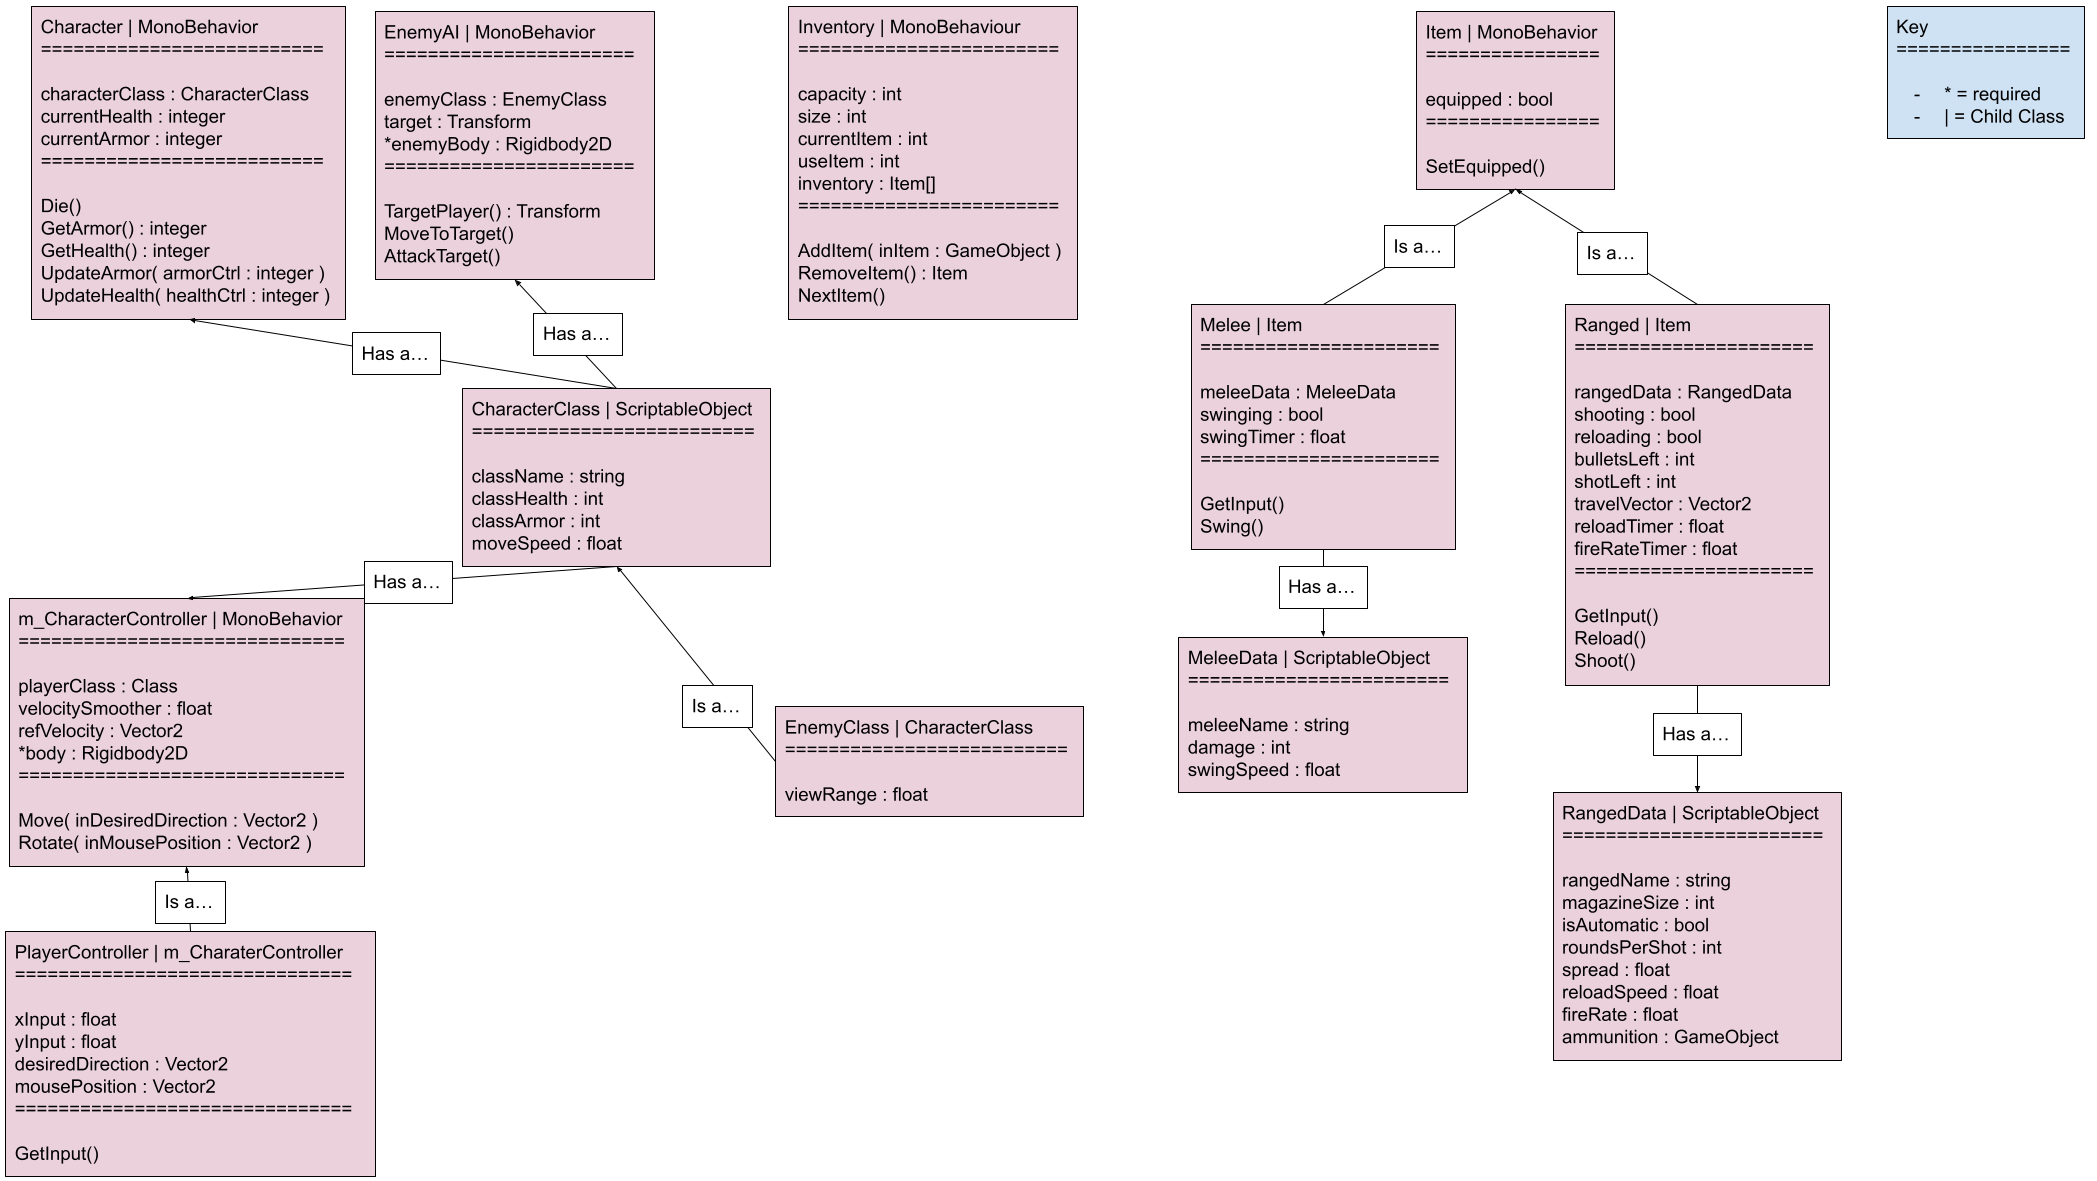 Character | MonoBehavior
==========================
characterClass : CharacterClass
currentHealth : integer
currentArmor : integer
==========================
Die()
GetArmor() : integer
GetHealth() : integer
UpdateArmor( armorCtrl : integer )
UpdateHealth( healthCtrl : integer )
EnemyAI | MonoBehavior
=======================
enemyClass : EnemyClass
target : Transform
*enemyBody : Rigidbody2D
=======================
TargetPlayer() : Transform
MoveToTarget()
AttackTarget()
Inventory | MonoBehaviour
========================
capacity : int
size : int
currentItem : int
useItem : int
inventory : Item[]
========================
AddItem( inItem : GameObject )
RemoveItem() : Item
NextItem()
Item | MonoBehavior
================
equipped : bool
================
SetEquipped()
Key
================
- * = required
- | = Child Class
Has a…
Has a…
CharacterClass | ScriptableObject
==========================
className : string
classHealth : int
classArmor : int
moveSpeed : float
Has a…
m_CharacterController | MonoBehavior
==============================
playerClass : Class
velocitySmoother : float
refVelocity : Vector2
*body : Rigidbody2D
==============================
Move( inDesiredDirection : Vector2 )
Rotate( inMousePosition : Vector2 )
Is a…
EnemyClass | CharacterClass
==========================
viewRange : float
Is a…
PlayerController | m_CharaterController
===============================
xInput : float
yInput : float
desiredDirection : Vector2
mousePosition : Vector2
===============================
GetInput()
Is a…
Is a…
Melee | Item
======================
meleeData : MeleeData
swinging : bool
swingTimer : float
======================
GetInput()
Swing()
Has a…
MeleeData | ScriptableObject
========================
meleeName : string
damage : int
swingSpeed : float
Ranged | Item
======================
rangedData : RangedData
shooting : bool
reloading : bool
bulletsLeft : int
shotLeft : int
travelVector : Vector2
reloadTimer : float
fireRateTimer : float
======================
GetInput()
Reload()
Shoot()
Has a…
RangedData | ScriptableObject
========================
rangedName : string
magazineSize : int
isAutomatic : bool
roundsPerShot : int
spread : float
reloadSpeed : float
fireRate : float
ammunition : GameObject